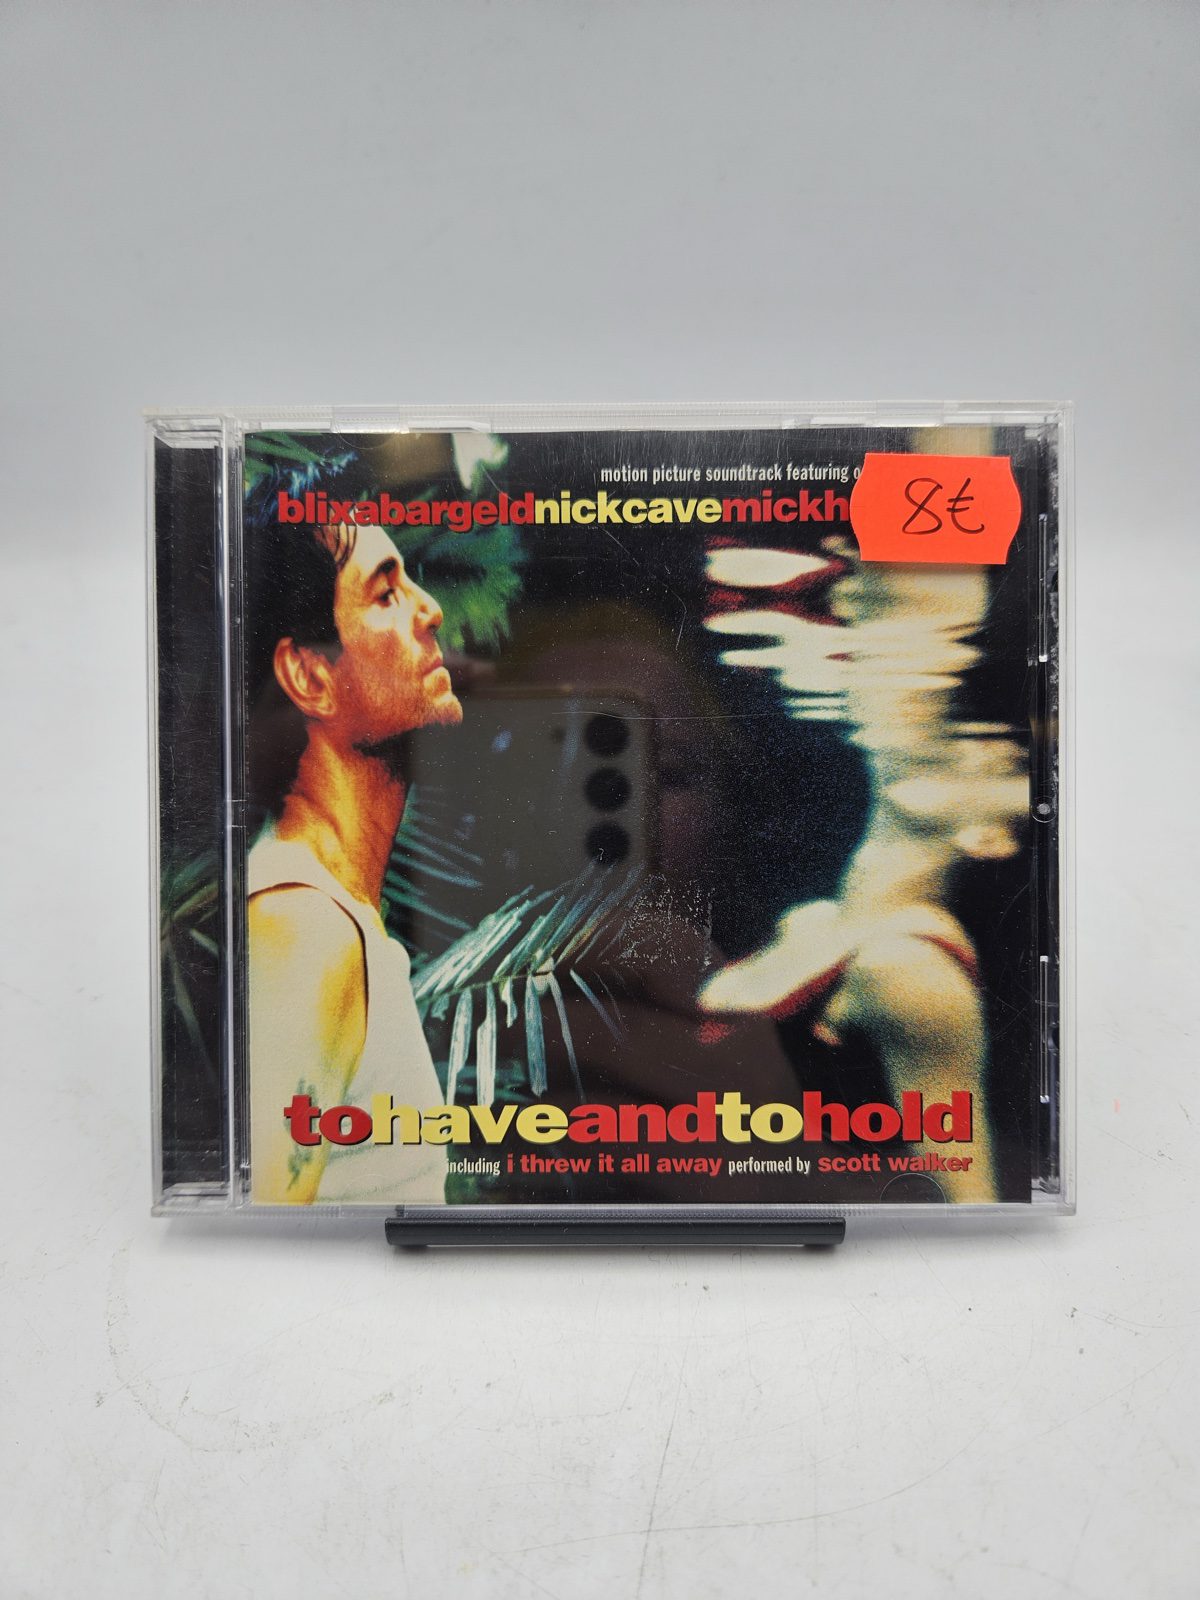 motion picture soundtrack featuring
blixabargeldnickcavemickh
8€
tohaveandtohold
including i threw it all away performed by scott walker